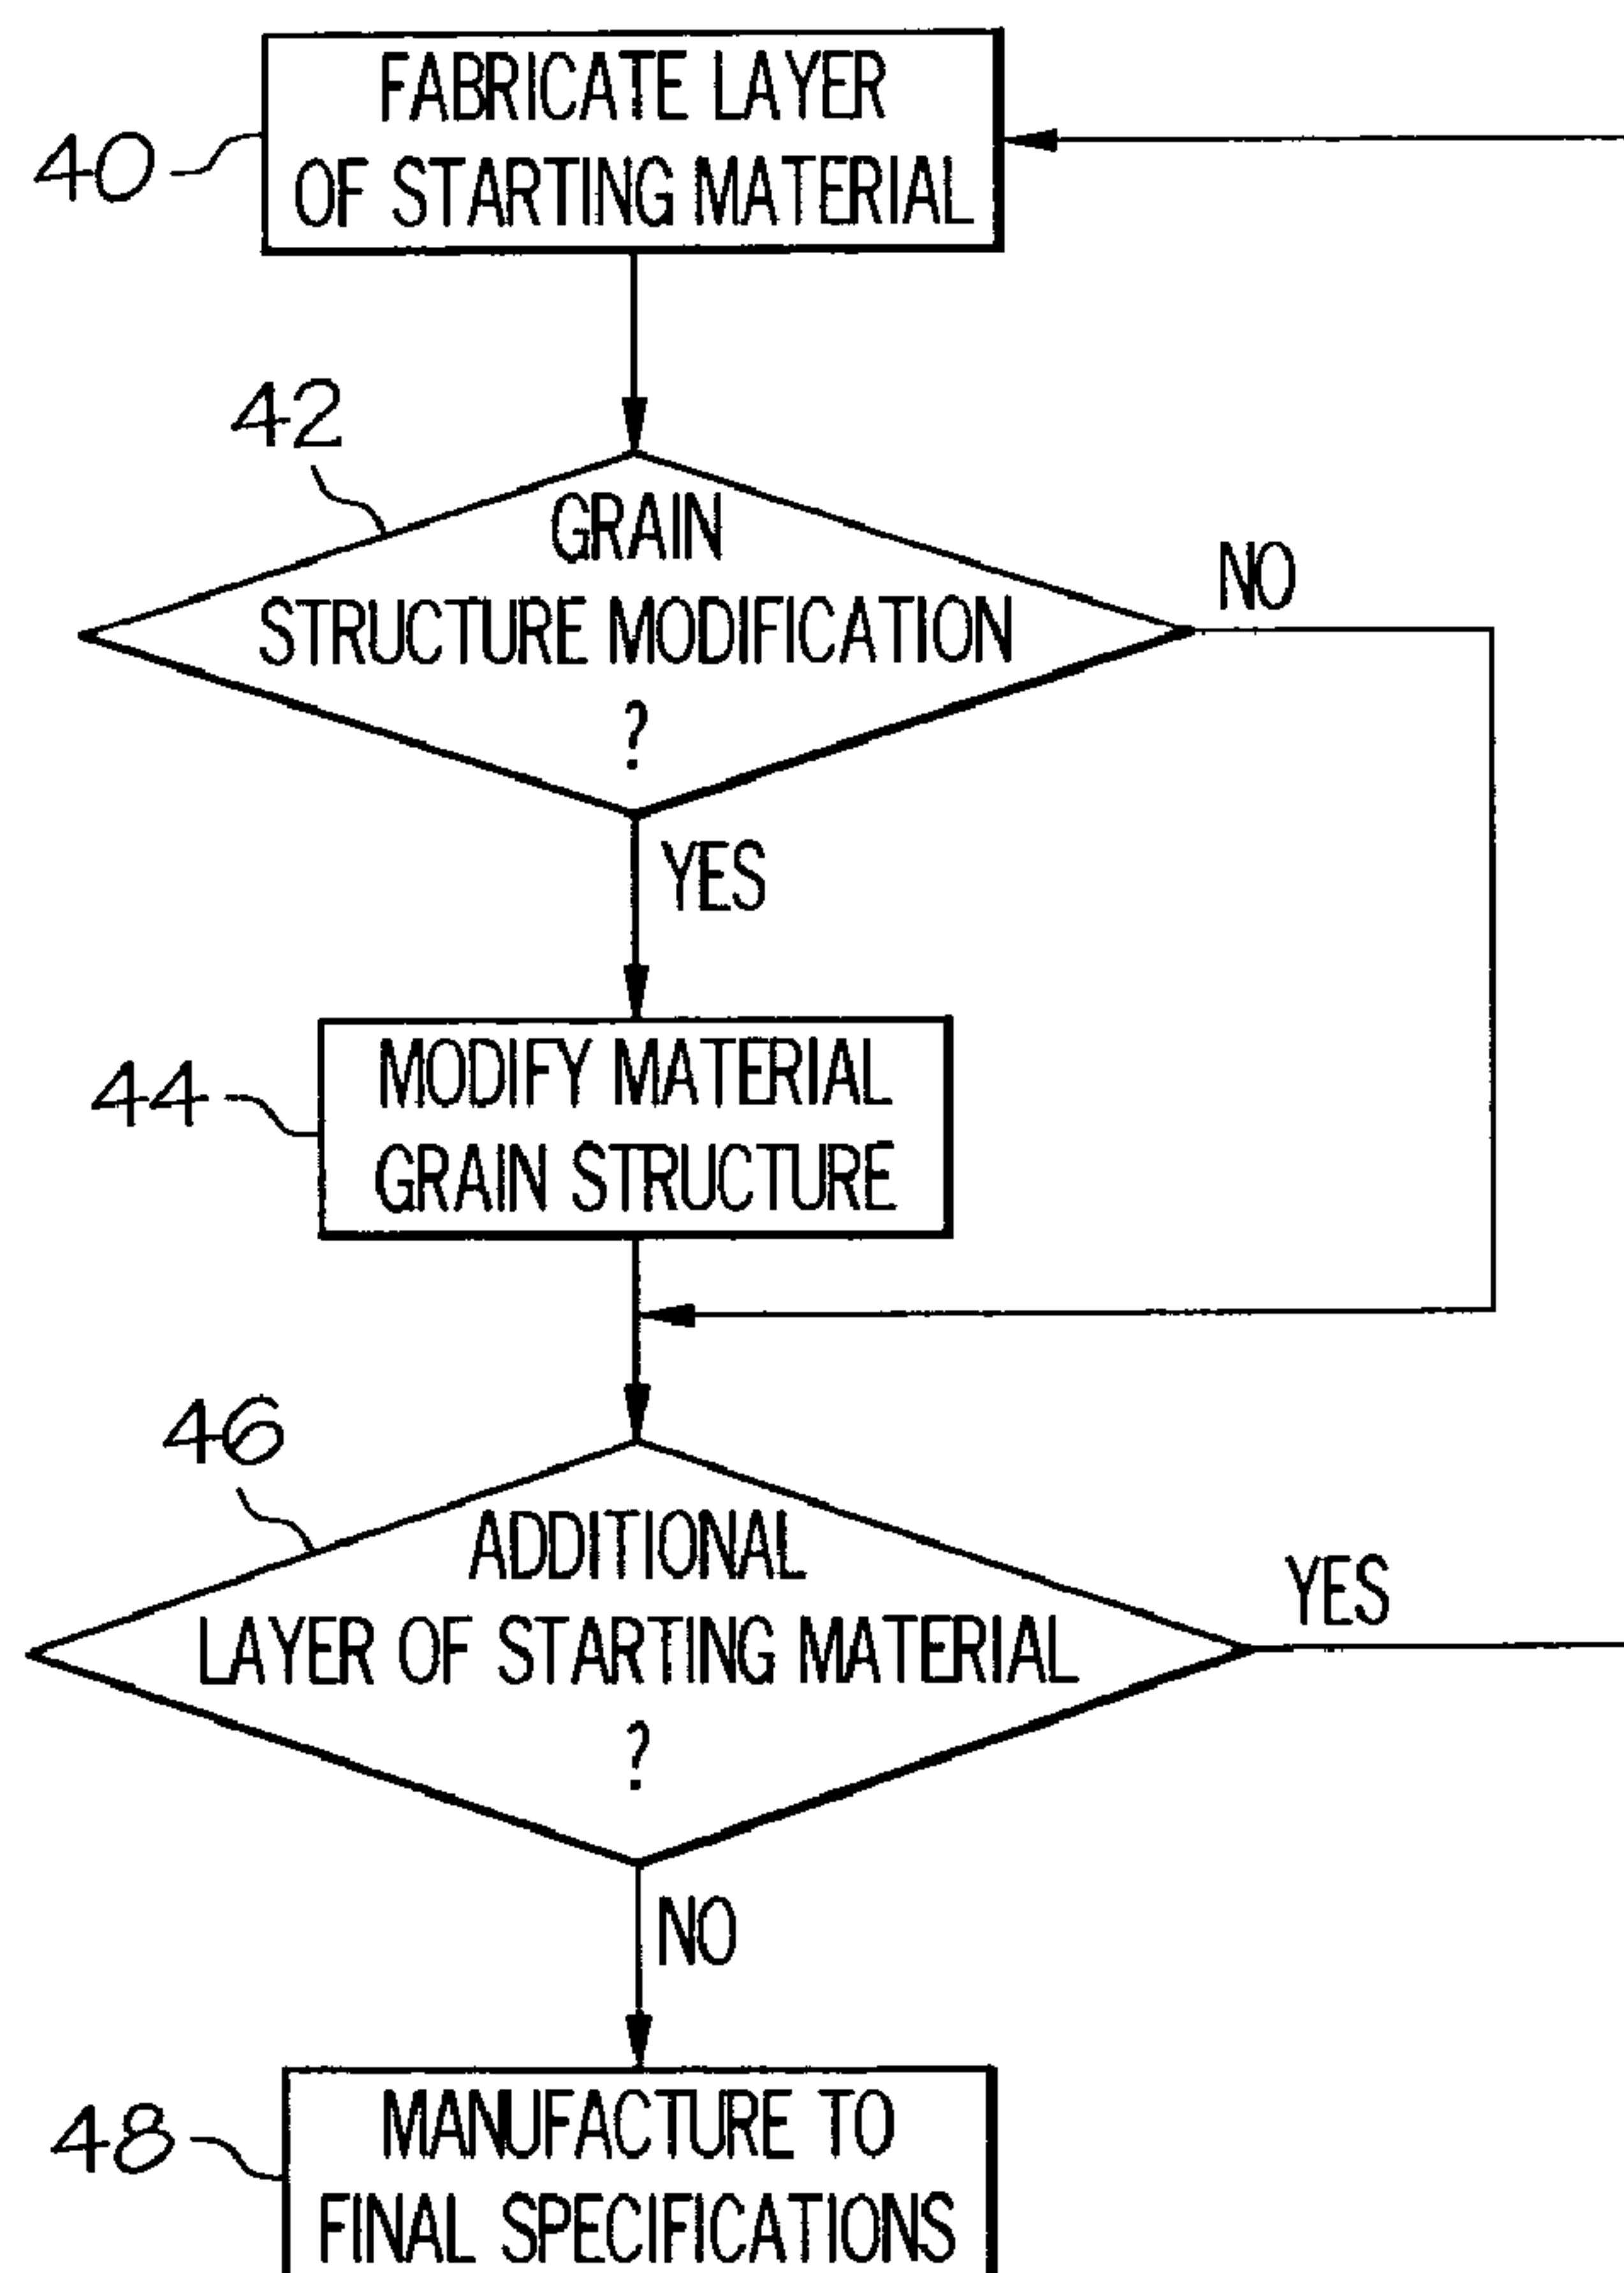 FABRICATE LAYER
OF STARTING MATERIAL
40
42
GRAIN
STRUCTURE MODIFICATION
?
NO
YES
MODIFY MATERIAL
GRAIN STRUCTURE
44
46
ADDITIONAL
LAYER OF STARTING MATERIAL
?
YES
NO
MANUFACTURE TO
FINAL SPECIFICATIONS
48